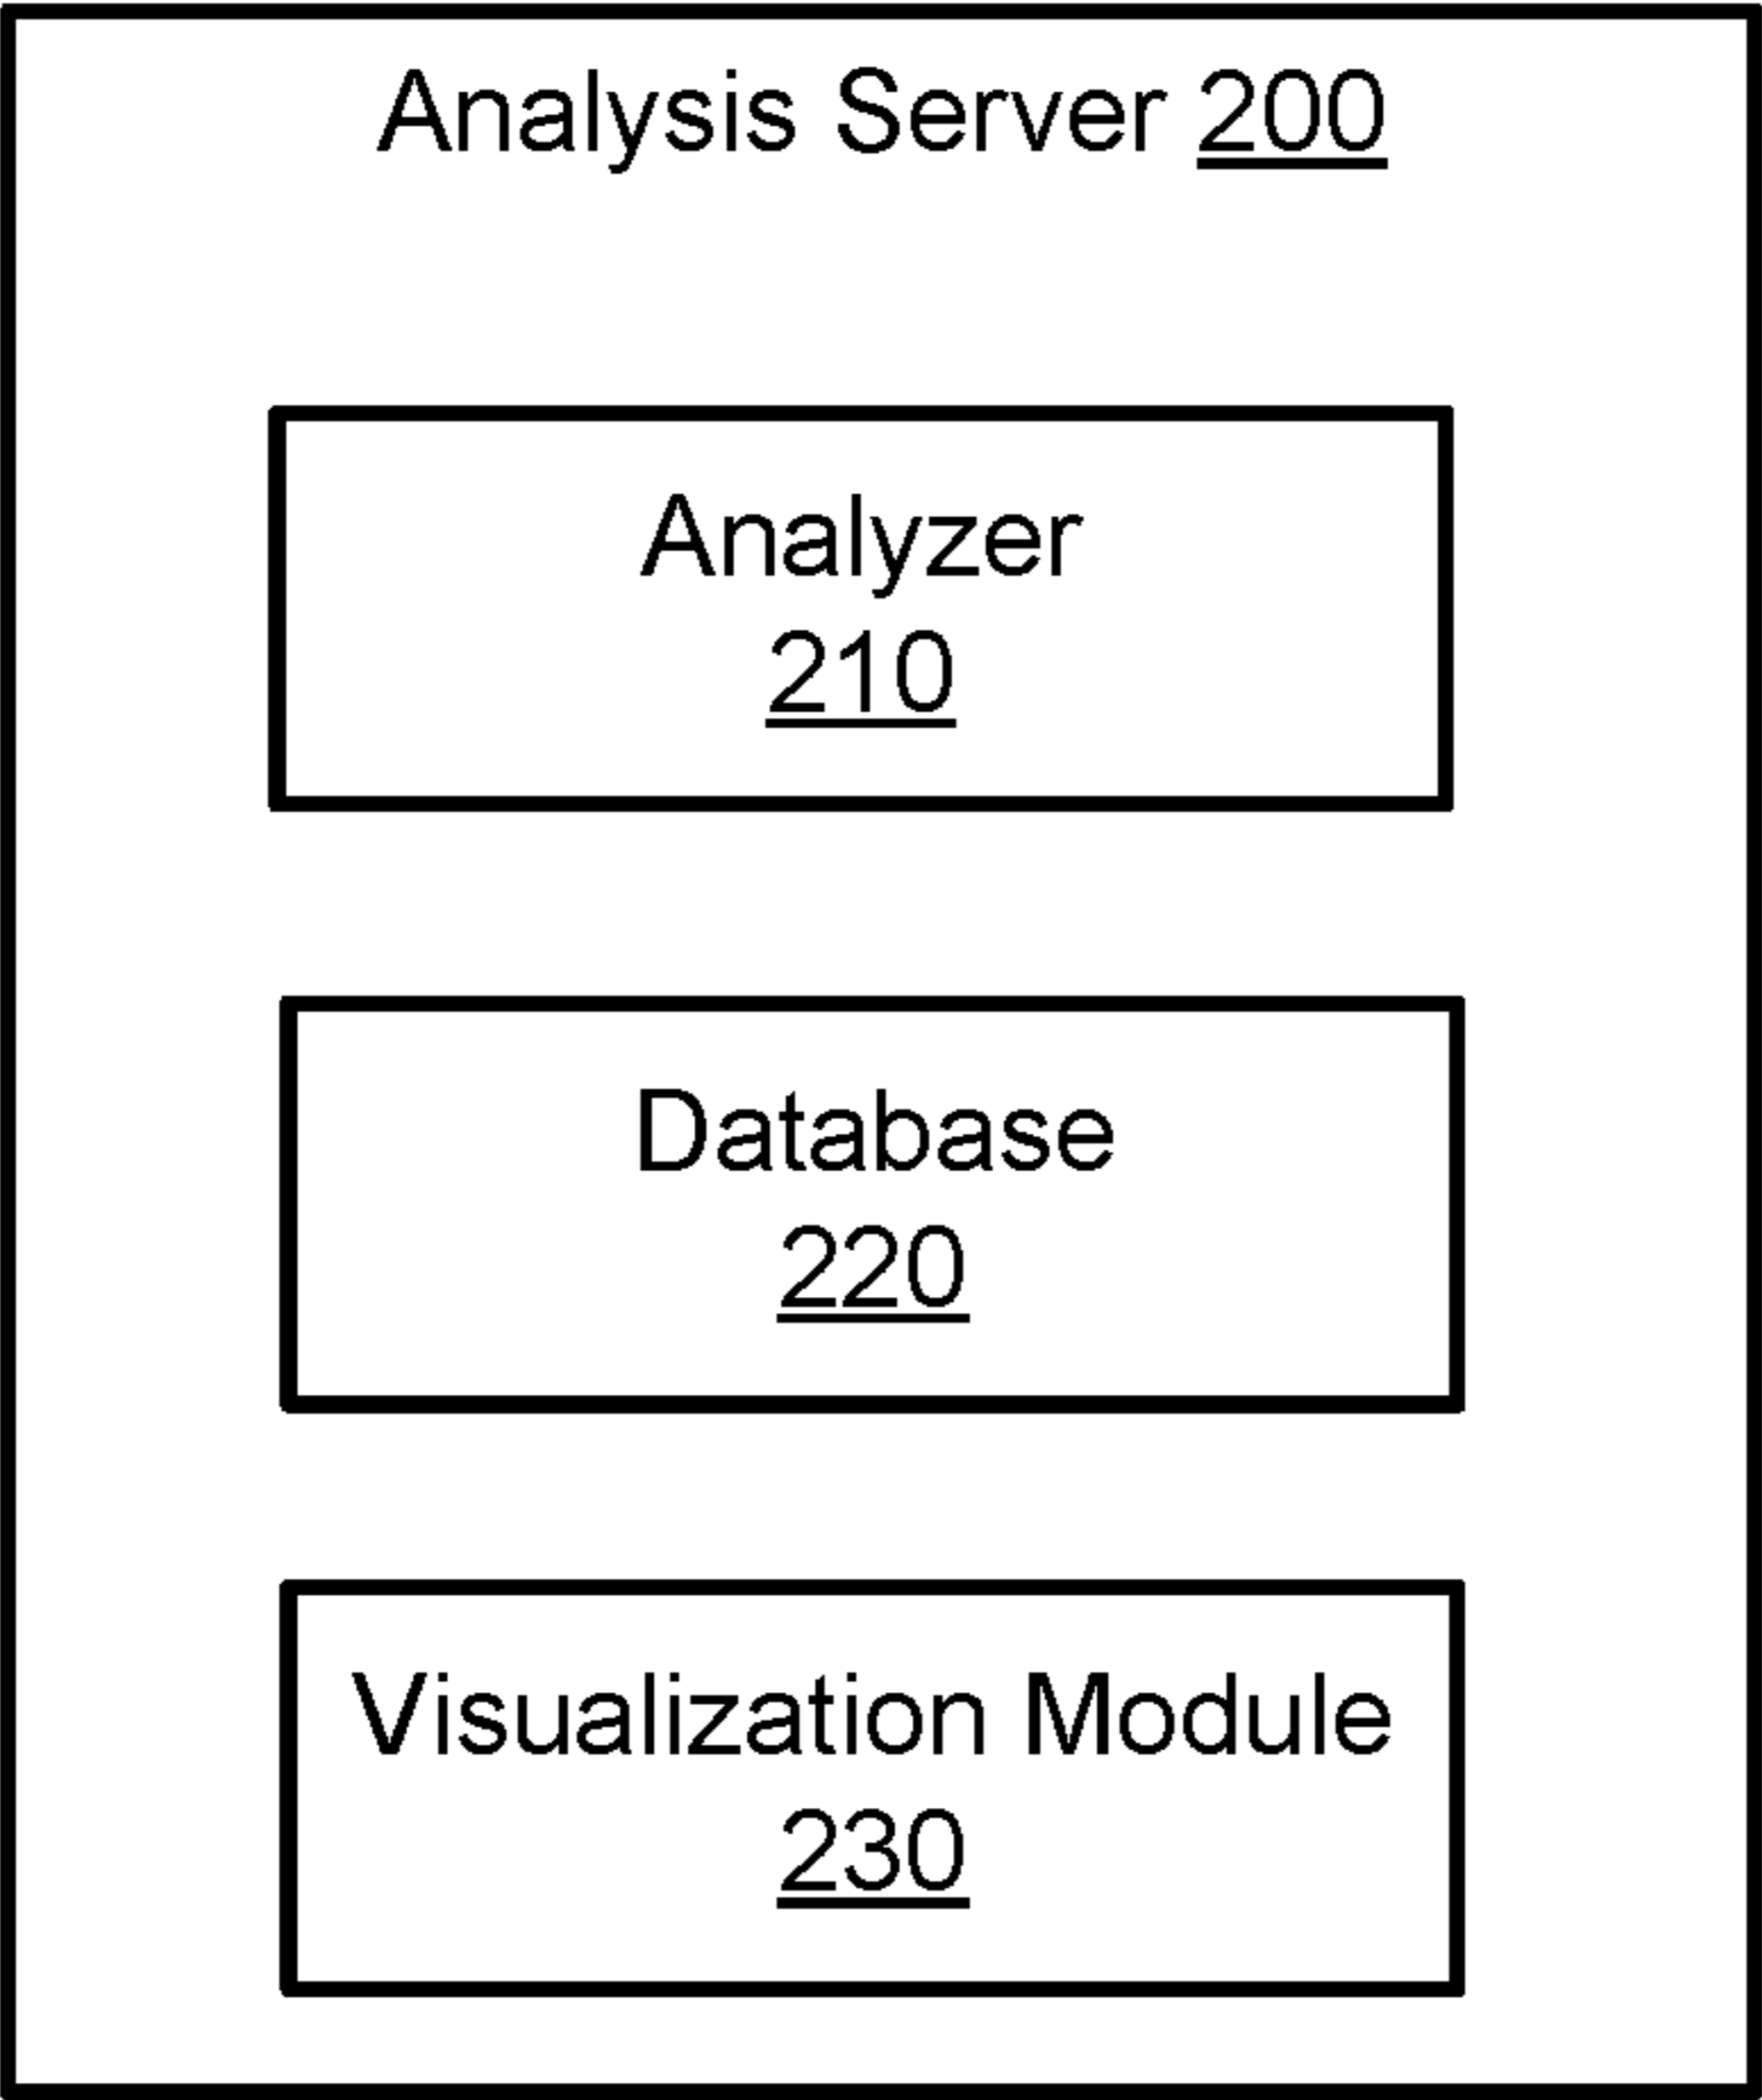 Analysis Server 200
Analyzer
210
Database
220
Visualization Module
230